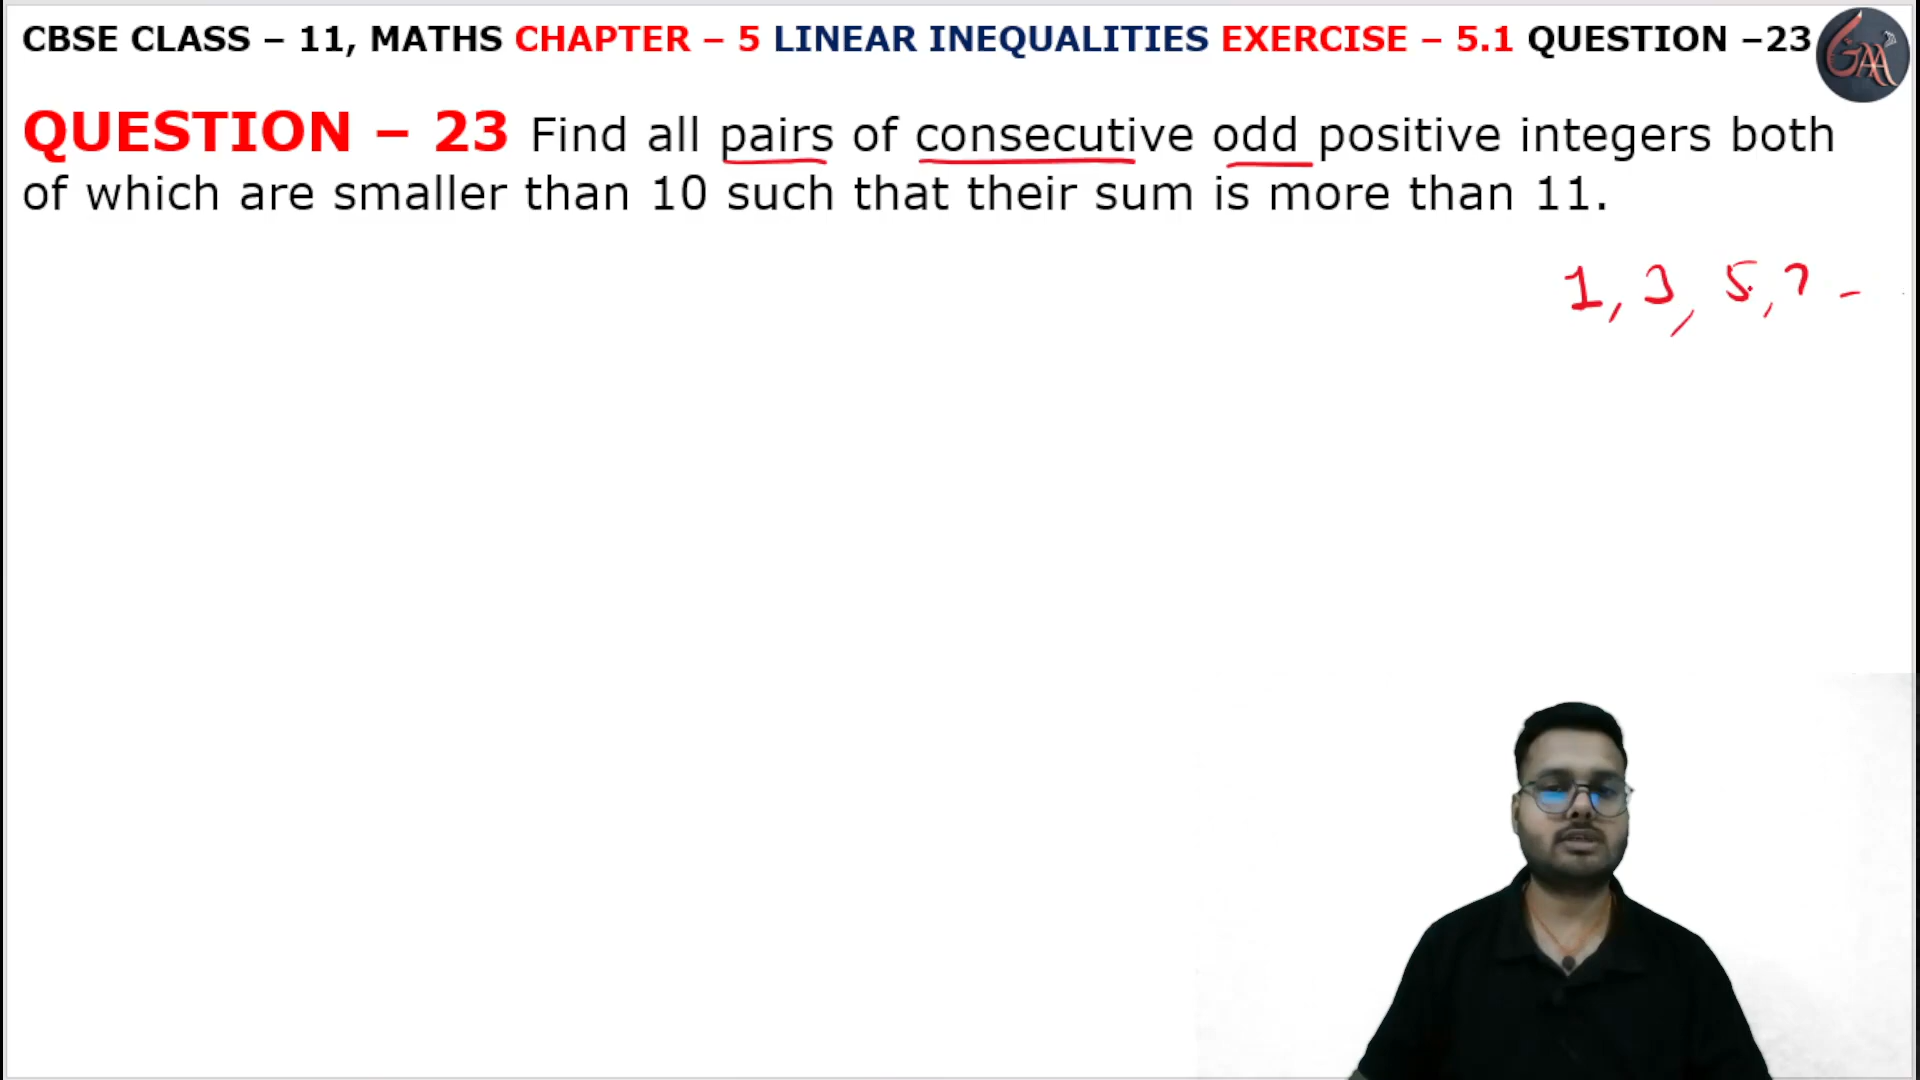 CBSE CLASS – 11, MATHS CHAPTER – 5 LINEAR INEQUALITIES EXERCISE – 5.1 QUESTION –23
QUESTION – 23 Find all pairs of consecutive odd positive integers both
of which are smaller than 10 such that their sum is more than 11.
1, 3, 5, 7 -